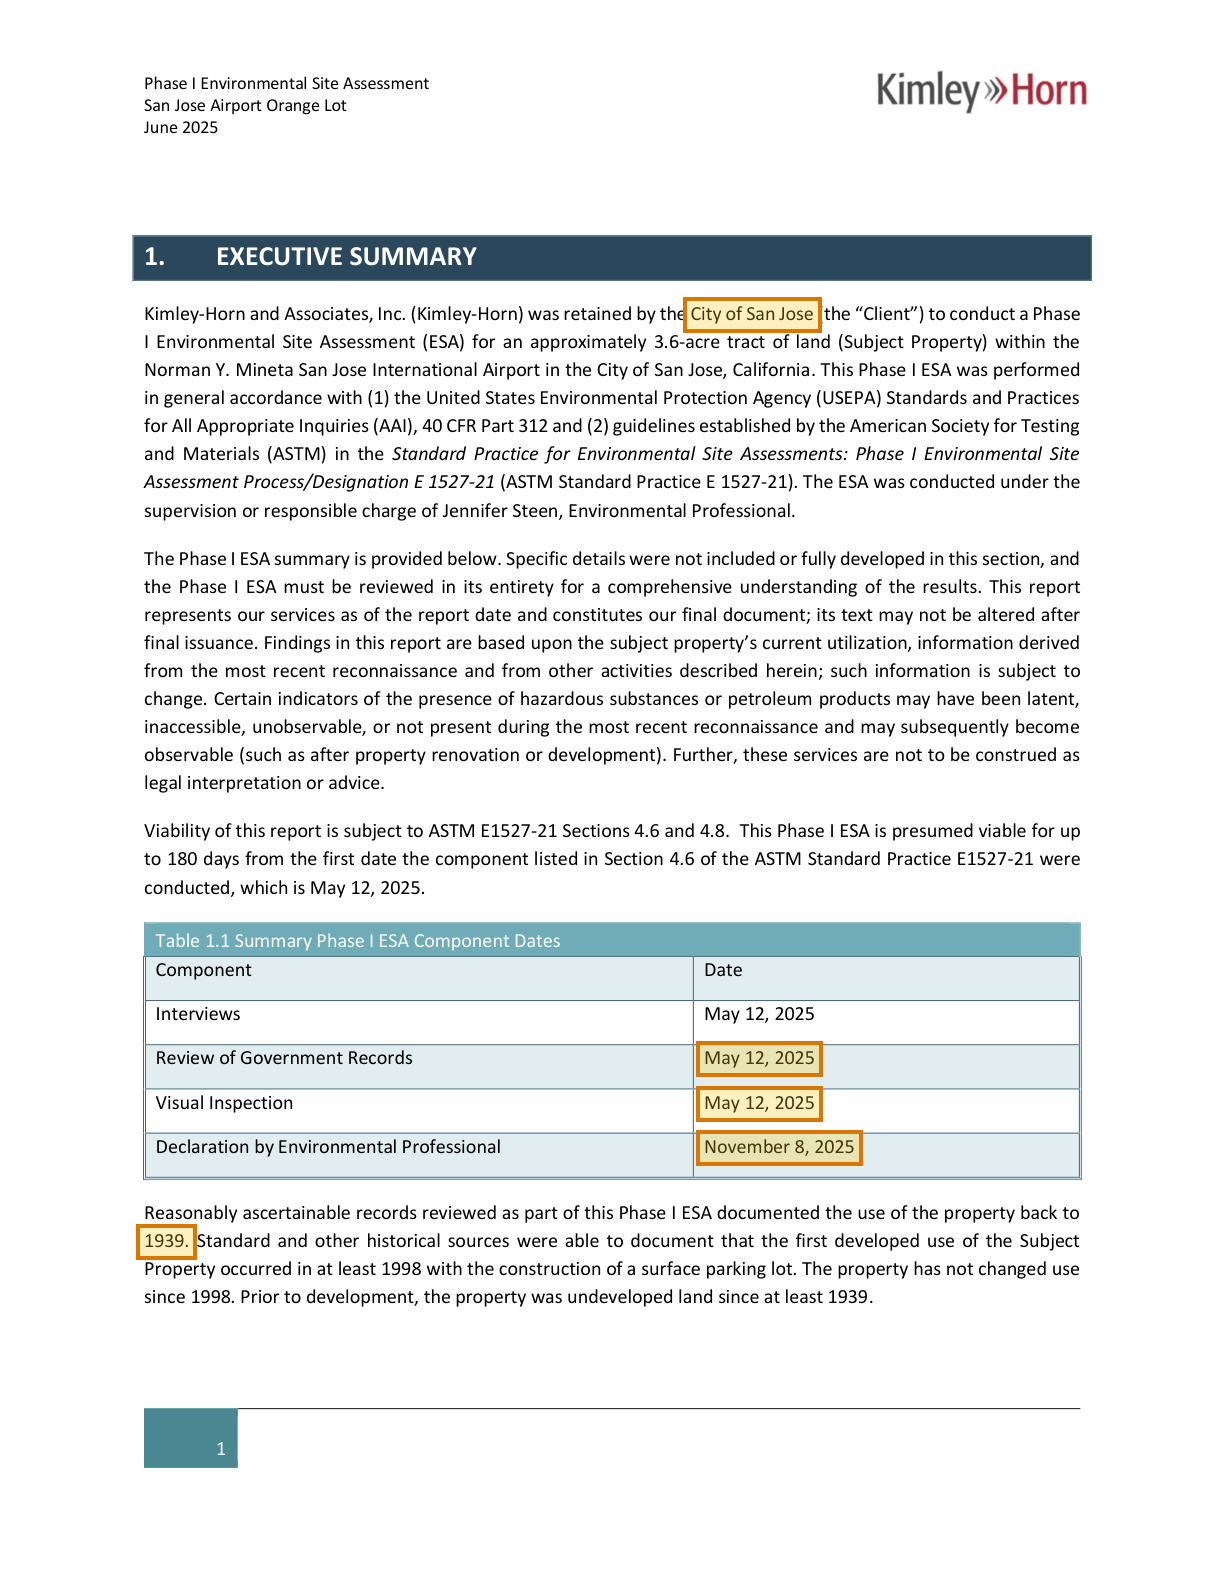 Phase I Environmental Site Assessment
San Jose Airport Orange Lot
June 2025
Kimley»Horn
1. EXECUTIVE SUMMARY
Kimley-Horn and Associates, Inc. (Kimley-Horn) was retained by the City of San Jose (the “Client”) to conduct a Phase
I Environmental Site Assessment (ESA) for an approximately 3.6-acre tract of land (Subject Property) within the
Norman Y. Mineta San Jose International Airport in the City of San Jose, California. This Phase I ESA was performed
in general accordance with (1) the United States Environmental Protection Agency (USEPA) Standards and Practices
for All Appropriate Inquiries (AAI), 40 CFR Part 312 and (2) guidelines established by the American Society for Testing
and Materials (ASTM) in the Standard Practice for Environmental Site Assessments: Phase I Environmental Site
Assessment Process/Designation E 1527-21 (ASTM Standard Practice E 1527-21). The ESA was conducted under the
supervision or responsible charge of Jennifer Steen, Environmental Professional.
The Phase I ESA summary is provided below. Specific details were not included or fully developed in this section, and
the Phase I ESA must be reviewed in its entirety for a comprehensive understanding of the results. This report
represents our services as of the report date and constitutes our final document; its text may not be altered after
final issuance. Findings in this report are based upon the subject property’s current utilization, information derived
from the most recent reconnaissance and from other activities described herein; such information is subject to
change. Certain indicators of the presence of hazardous substances or petroleum products may have been latent,
inaccessible, unobservable, or not present during the most recent reconnaissance and may subsequently become
observable (such as after property renovation or development). Further, these services are not to be construed as
legal interpretation or advice.
Viability of this report is subject to ASTM E1527-21 Sections 4.6 and 4.8. This Phase I ESA is presumed viable for up
to 180 days from the first date the component listed in Section 4.6 of the ASTM Standard Practice E1527-21 were
conducted, which is May 12, 2025.
Table 1.1 Summary Phase I ESA Component Dates
Component Date
Interviews May 12, 2025
Review of Government Records May 12, 2025
Visual Inspection May 12, 2025
Declaration by Environmental Professional November 8, 2025
Reasonably ascertainable records reviewed as part of this Phase I ESA documented the use of the property back to
1939. Standard and other historical sources were able to document that the first developed use of the Subject
Property occurred in at least 1998 with the construction of a surface parking lot. The property has not changed use
since 1998. Prior to development, the property was undeveloped land since at least 1939.
1